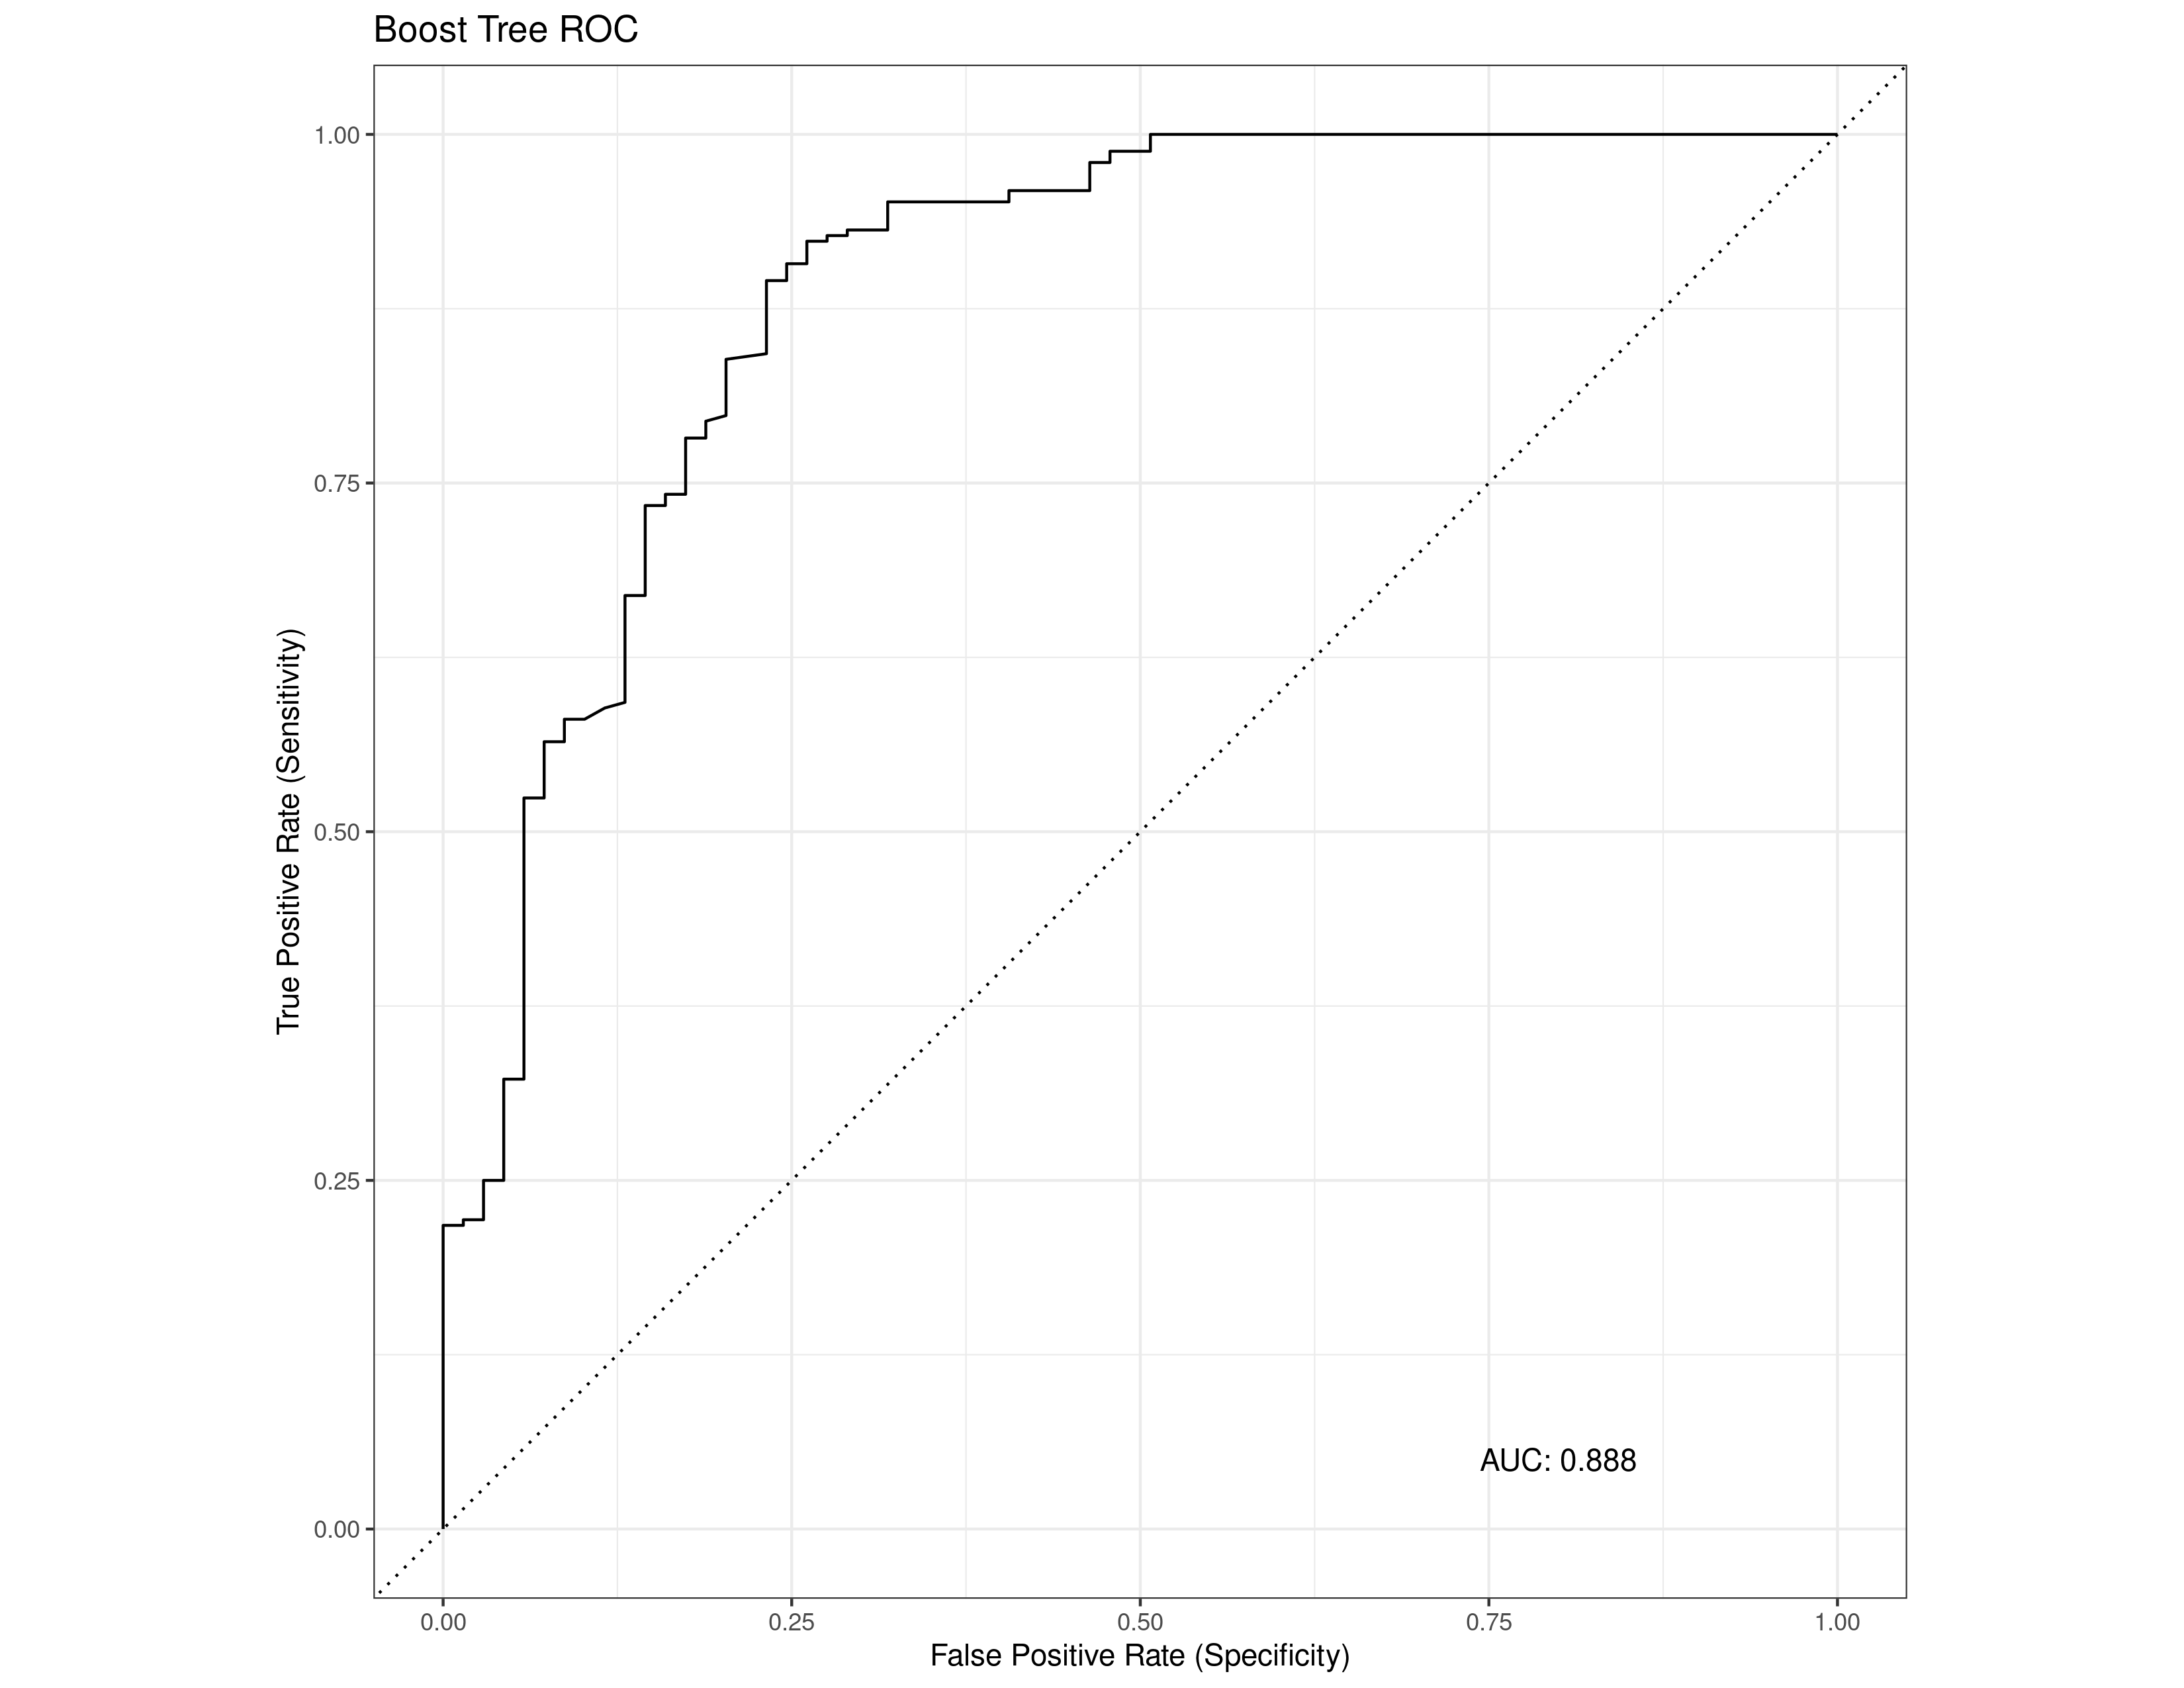 Boost Tree ROC
True Positive Rate (Sensitivity)
1.00
0.75
0.50
0.25
0.00
AUC: 0.888
0.00 0.25 0.50 0.75 1.00
False Positive Rate (Specificity)